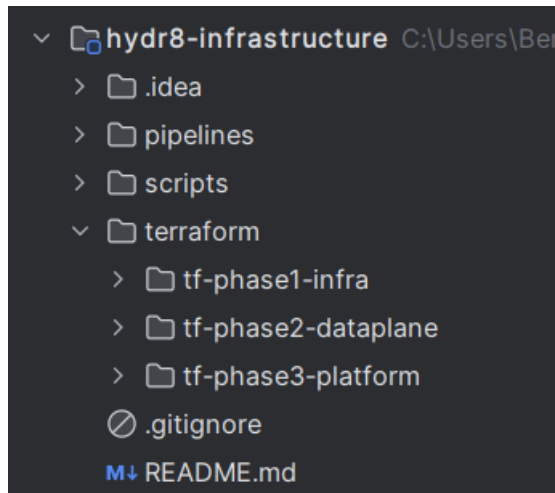 hydr8-infrastructure C:\Users\Ber
.idea
pipelines
scripts
terraform
tf-phase1-infra
tf-phase2-dataplane
tf-phase3-platform
.gitignore
M↓ README.md